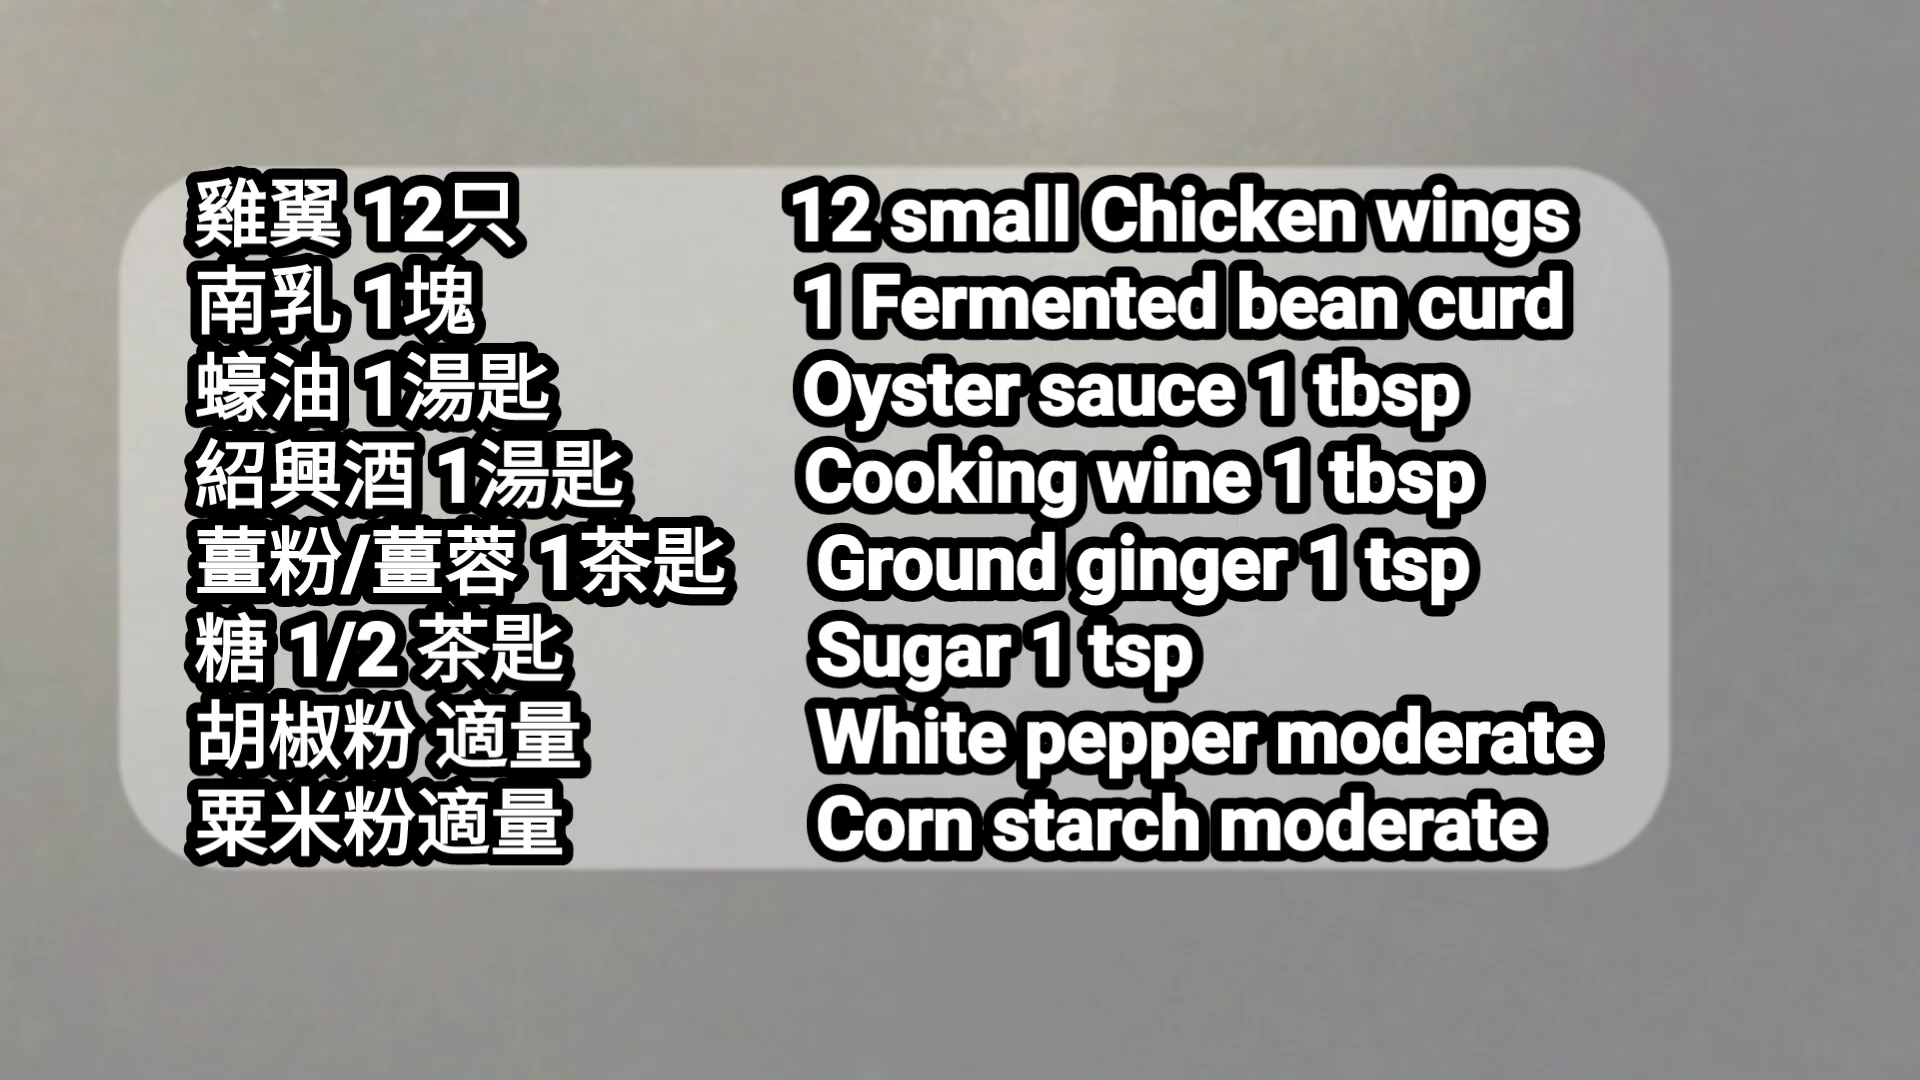 雞翼 12只 12 small Chicken wings
南乳 1塊 1 Fermented bean curd
蠔油 1湯匙 Oyster sauce 1 tbsp
紹興酒 1湯匙 Cooking wine 1 tbsp
薑粉/薑蓉 1茶匙 Ground ginger 1 tsp
糖 1/2 茶匙 Sugar 1 tsp
胡椒粉 適量 White pepper moderate
粟米粉適量 Corn starch moderate